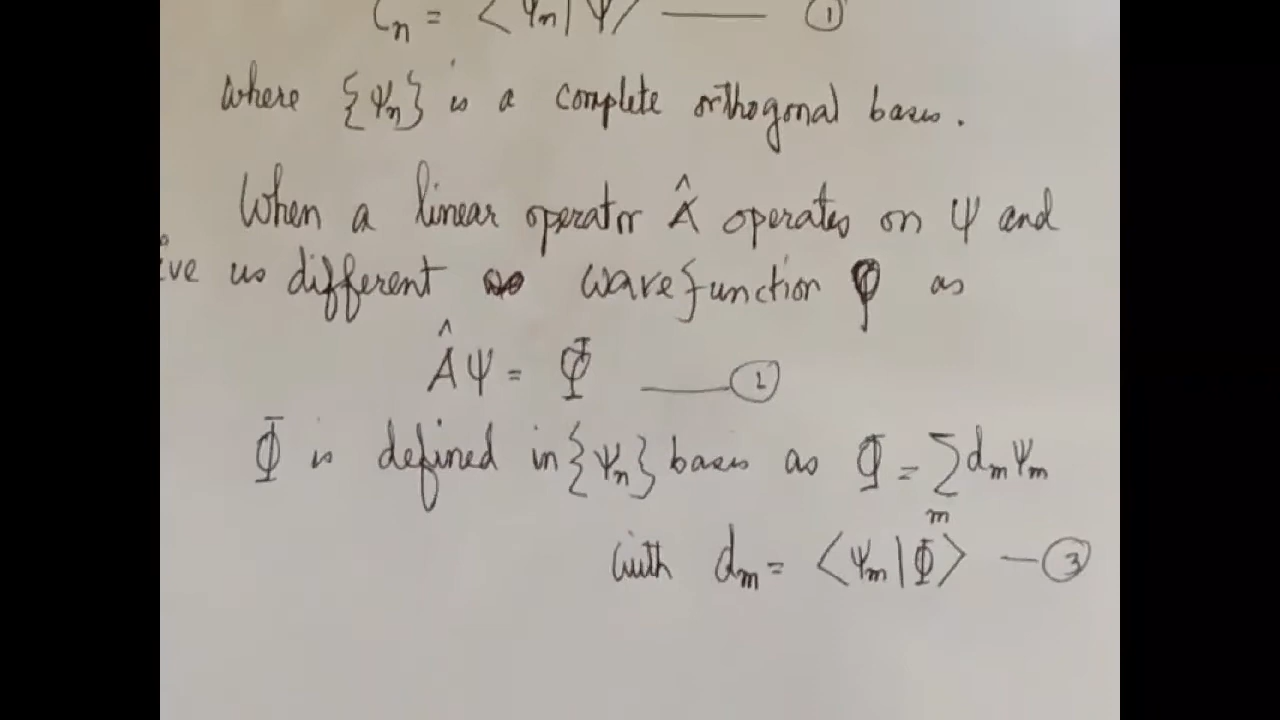 Cn = <Ψn|Ψ> —— ①
where {Ψn} is a complete orthogonal basis.
When a linear operator Â operates on Ψ and
ive us different wavefunction Φ as
ÂΨ = Φ —— ②
Φ is defined in {Ψn} basis as Φ = ∑ dmΨm
m
with dm = <Ψm|Φ> — ③